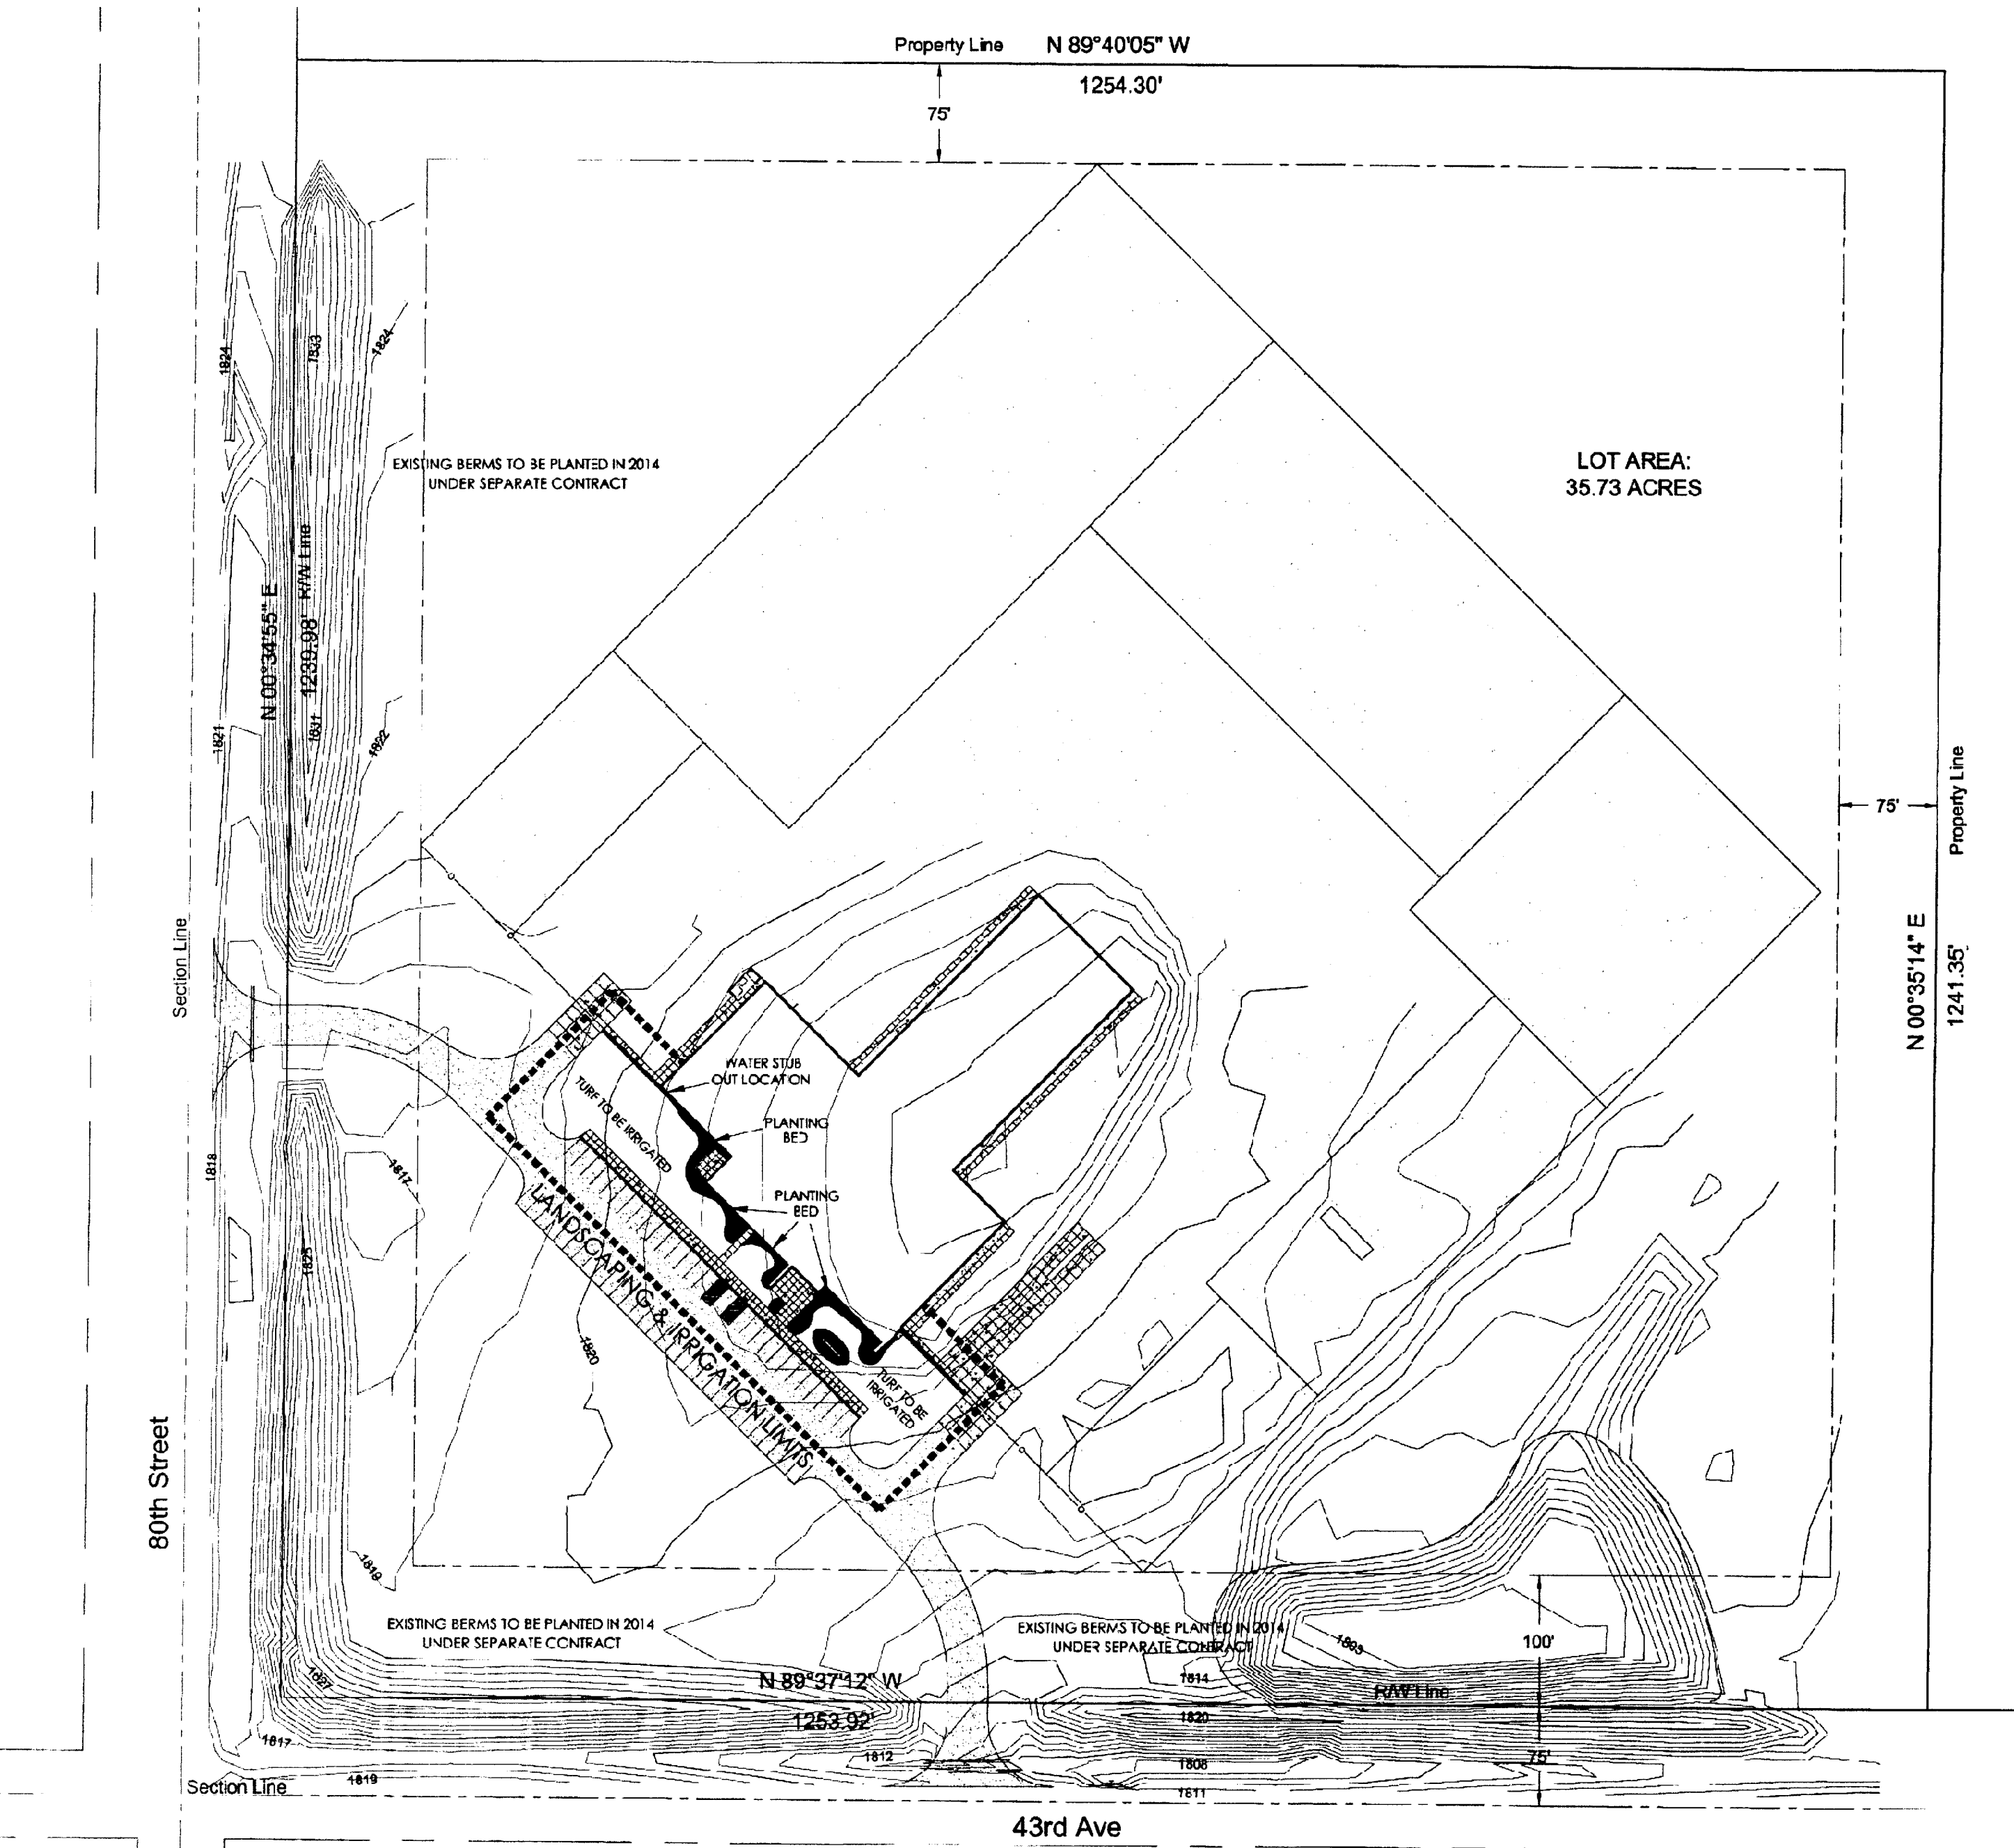 Property Line N 89°40'05" W
1254.30'
75'
1824
1833
1824
EXISTING BERMS TO BE PLANTED IN 2014
UNDER SEPARATE CONTRACT
LOT AREA:
35.73 ACRES
N 00°34'55" E
1239.98' R/W Line
1821
1831
1822
75'
Property Line
N 00°35'14" E
1241.35'
Section Line
WATER STUB
OUT LOCATION
TURF TO BE IRRIGATED
PLANTING
BED
PLANTING
BED
1818
1817
LANDSCAPING & IRRIGATION LIMITS
1825
1820
TURF TO BE
IRRIGATED
80th Street
1819
EXISTING BERMS TO BE PLANTED IN 2014
UNDER SEPARATE CONTRACT
EXISTING BERMS TO BE PLANTED IN 2014
UNDER SEPARATE CONTRACT
100'
1827
N 89°37'12" W
1253.92'
1814
R/W Line
1820
1817
1812
1808
75'
Section Line
1819
1811
43rd Ave